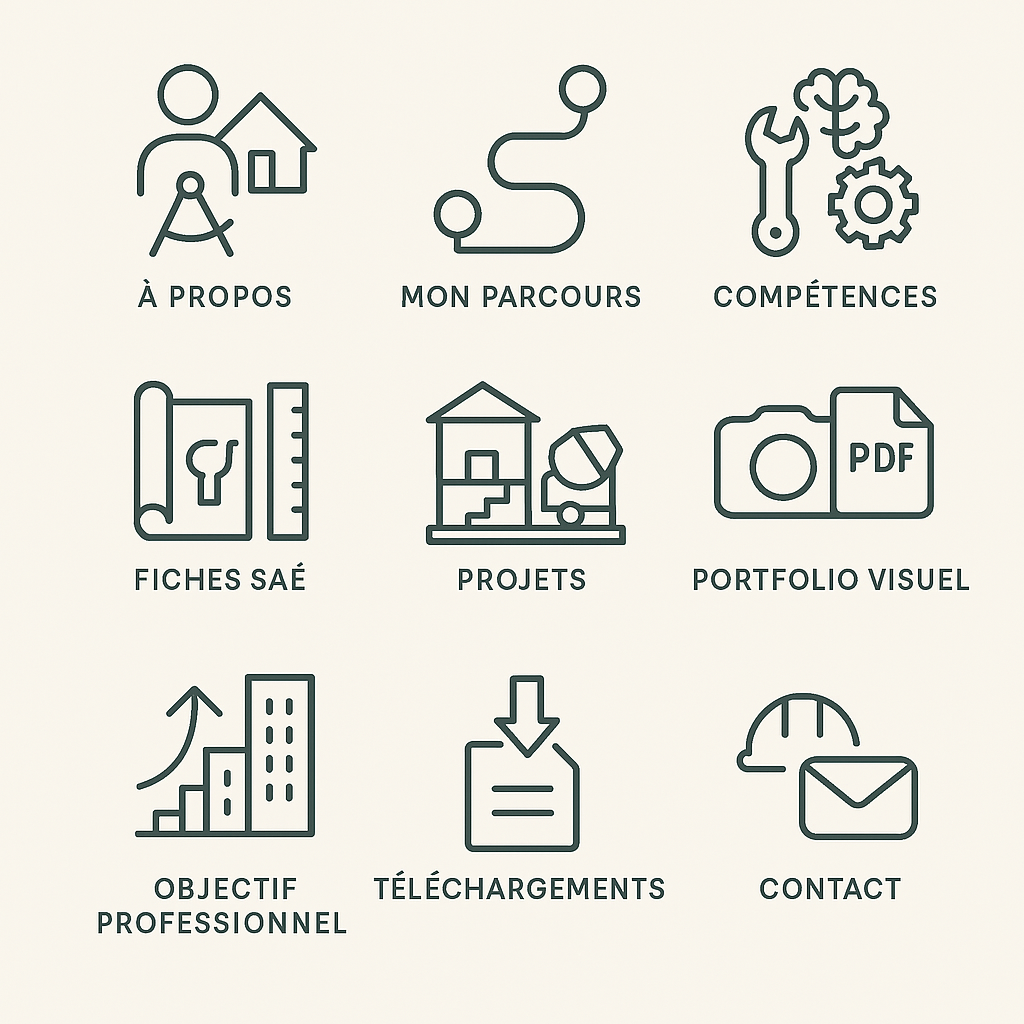 À PROPOS
MON PARCOURS
COMPÉTENCES
FICHES SAÉ
PROJETS
PDF
PORTFOLIO VISUEL
OBJECTIF
PROFESSIONNEL
TÉLÉCHARGEMENTS
CONTACT